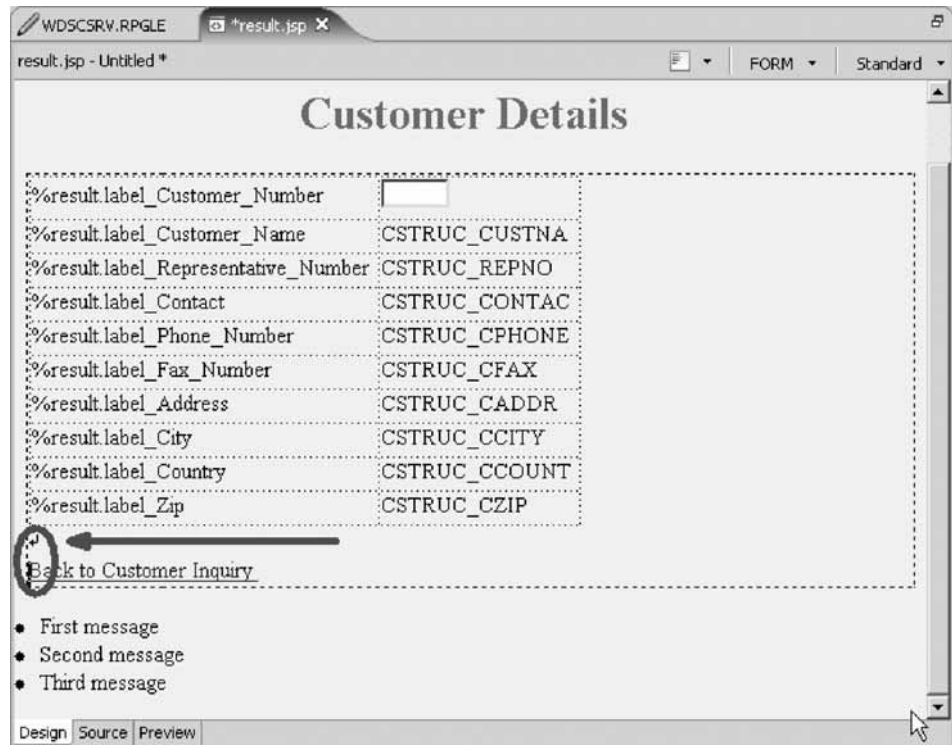 WDSCSRV.RPGLE *result.jsp
result.jsp - Untitled * FORM Standard
Customer Details
%result.label_Customer_Number
%result.label_Customer_Name CSTRUC_CUSTNA
%result.label_Representative_Number CSTRUC_REPNO
%result.label_Contact CSTRUC_CONTAC
%result.label_Phone_Number CSTRUC_CPHONE
%result.label_Fax_Number CSTRUC_CFAX
%result.label_Address CSTRUC_CADDR
%result.label_City CSTRUC_CCITY
%result.label_Country CSTRUC_CCOUNT
%result.label_Zip CSTRUC_CZIP
Back to Customer Inquiry
First message
Second message
Third message
Design Source Preview